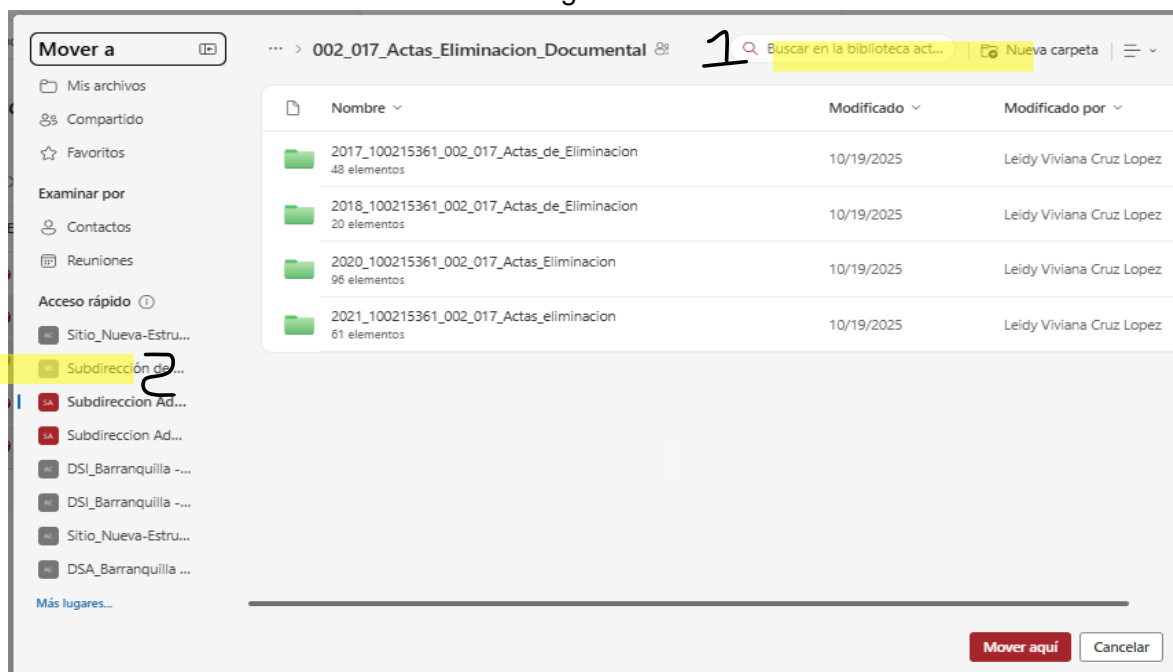 Mover a
··· > 002_017_Actas_Eliminacion_Documental
1
Buscar en la biblioteca act...
Nueva carpeta
Mis archivos
Compartido
Favoritos
Examinar por
Contactos
Reuniones
Acceso rápido
Sitio_Nueva-Estru...
Subdirección de ...
2
SA Subdireccion Ad...
SA Subdireccion Ad...
DSI_Barranquilla -...
DSI_Barranquilla -...
Sitio_Nueva-Estru...
DSA_Barranquilla ...
Más lugares...
Nombre Modificado Modificado por
2017_100215361_002_017_Actas_de_Eliminacion 10/19/2025 Leidy Viviana Cruz Lopez
48 elementos
2018_100215361_002_017_Actas_de_Eliminacion 10/19/2025 Leidy Viviana Cruz Lopez
20 elementos
2020_100215361_002_017_Actas_Eliminacion 10/19/2025 Leidy Viviana Cruz Lopez
96 elementos
2021_100215361_002_017_Actas_eliminacion 10/19/2025 Leidy Viviana Cruz Lopez
61 elementos
Mover aquí Cancelar